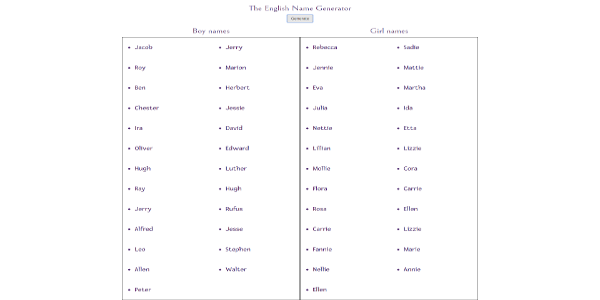 The English Name Generator
Generate
Boy names Girl names
Jacob Jerry Rebecca Sadie
Roy Marion Jennie Mattie
Ben Herbert Eva Martha
Chester Jessie Julia Ida
Ira David Nettie Etta
Oliver Edward Lillian Lizzie
Hugh Luther Mollie Cora
Ray Hugh Flora Carrie
Jerry Rufus Rosa Ellen
Alfred Jesse Carrie Lizzie
Leo Stephen Fannie Marie
Allen Walter Nellie Annie
Peter Ellen